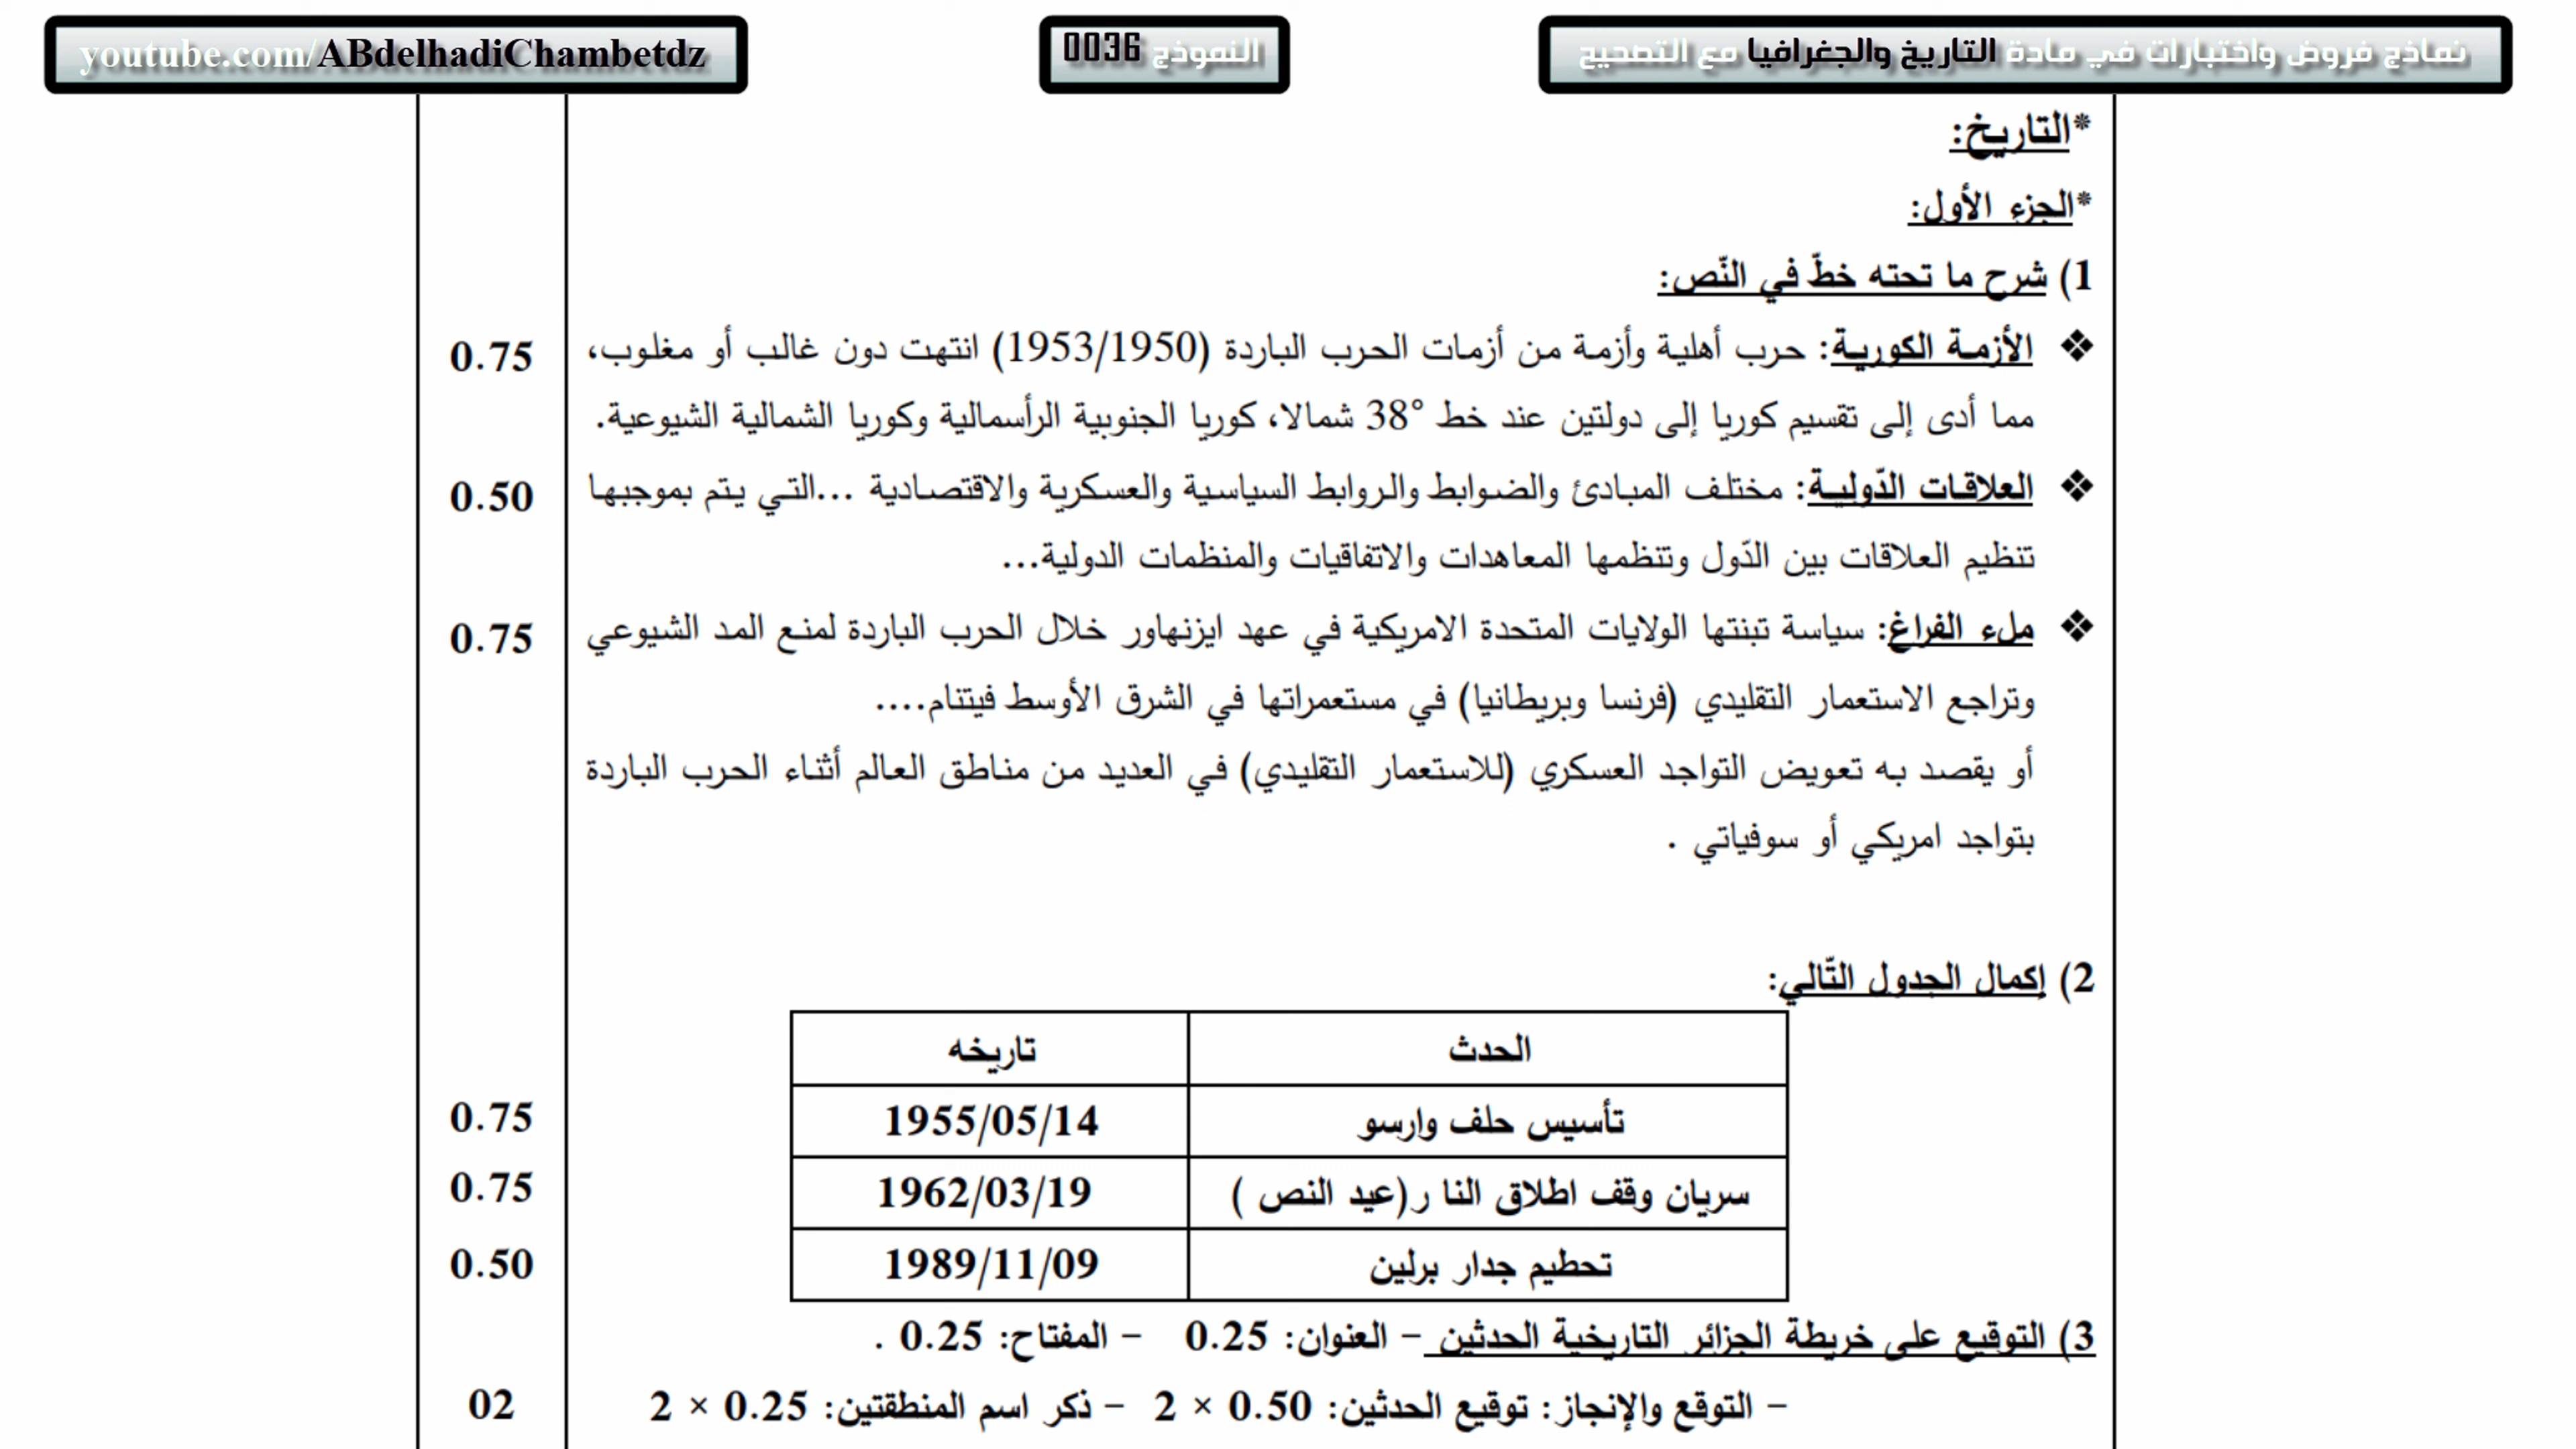 نماذج فروض واختبارات في مادة التاريخ والجغرافيا مع التصحيح
النموذج 0036
youtube.com/ABdelhadiChambetdz
*التاريخ:
*الجزء الأول:
1) شرح ما تحته خطّ في النّص:
❖ الأزمة الكورية: حرب أهلية وأزمة من أزمات الحرب الباردة (1953/1950) انتهت دون غالب أو مغلوب، 0.75
مما أدى إلى تقسيم كوريا إلى دولتين عند خط °38 شمالا، كوريا الجنوبية الرأسمالية وكوريا الشمالية الشيوعية.
❖ العلاقات الدّولية: مختلف المبادئ والضوابط والروابط السياسية والعسكرية والاقتصادية ...التي يتم بموجبها 0.50
تنظيم العلاقات بين الدّول وتنظمها المعاهدات والاتفاقيات والمنظمات الدولية...
❖ ملء الفراغ: سياسة تبنتها الولايات المتحدة الامريكية في عهد ايزنهاور خلال الحرب الباردة لمنع المد الشيوعي 0.75
وتراجع الاستعمار التقليدي (فرنسا وبريطانيا) في مستعمراتها في الشرق الأوسط فيتنام....
أو يقصد به تعويض التواجد العسكري (للاستعمار التقليدي) في العديد من مناطق العالم أثناء الحرب الباردة
بتواجد امريكي أو سوفياتي .
2) إكمال الجدول التّالي:
الحدث تاريخه
تأسيس حلف وارسو 1955/05/14 0.75
سريان وقف اطلاق النا ر(عيد النص ) 1962/03/19 0.75
تحطيم جدار برلين 1989/11/09 0.50
3) التوقيع على خريطة الجزائر التاريخية الحدثين – العنوان: 0.25 – المفتاح: 0.25 .
– التوقع والإنجاز: توقيع الحدثين: 0.50 × 2 – ذكر اسم المنطقتين: 0.25 × 2 02